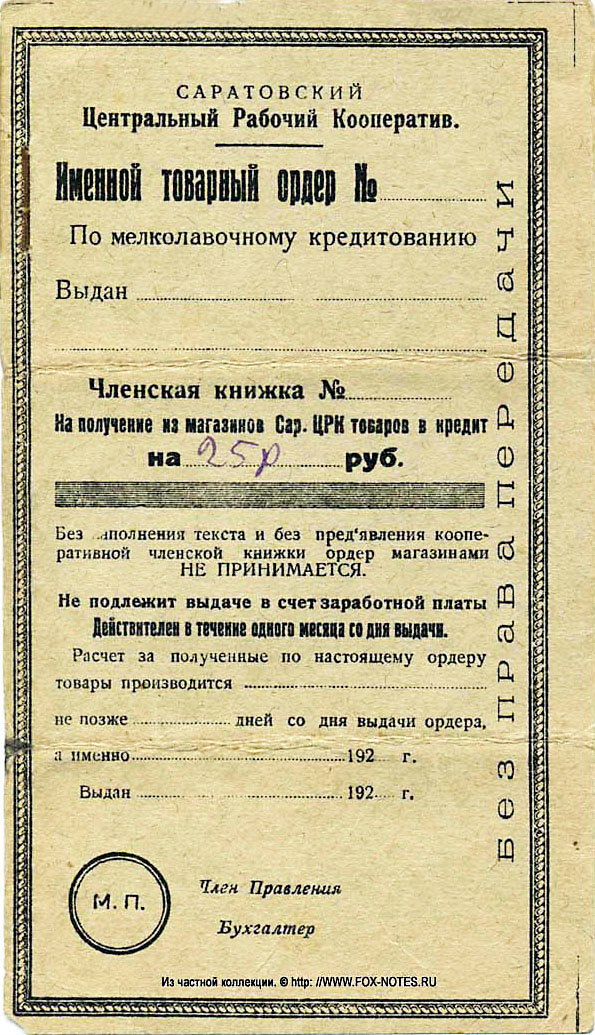 САРАТОВСКИЙ
Центральный Рабочий Кооператив.
Именной товарный ордер №
По мелколавочному кредитованию
Выдан
Членская книжка №
На получение из магазинов Сар. ЦРК товаров в кредит
на 25р руб.
Без заполнения текста и без пред'явления коопе-
ративной членской книжки ордер магазинами
НЕ ПРИНИМАЕТСЯ.
Не подлежит выдаче в счет заработной платы
Действителен в течение одного месяца со дня выдачи.
Расчет за полученные по настоящему ордеру
товары производится
не позже дней со дня выдачи ордера,
а именно 192 г.
Выдан 192 г.
М. П.
Член Правления
Бухгалтер
Без права передачи
Из частной коллекции. © http: //WWW.FOX-NOTES.RU